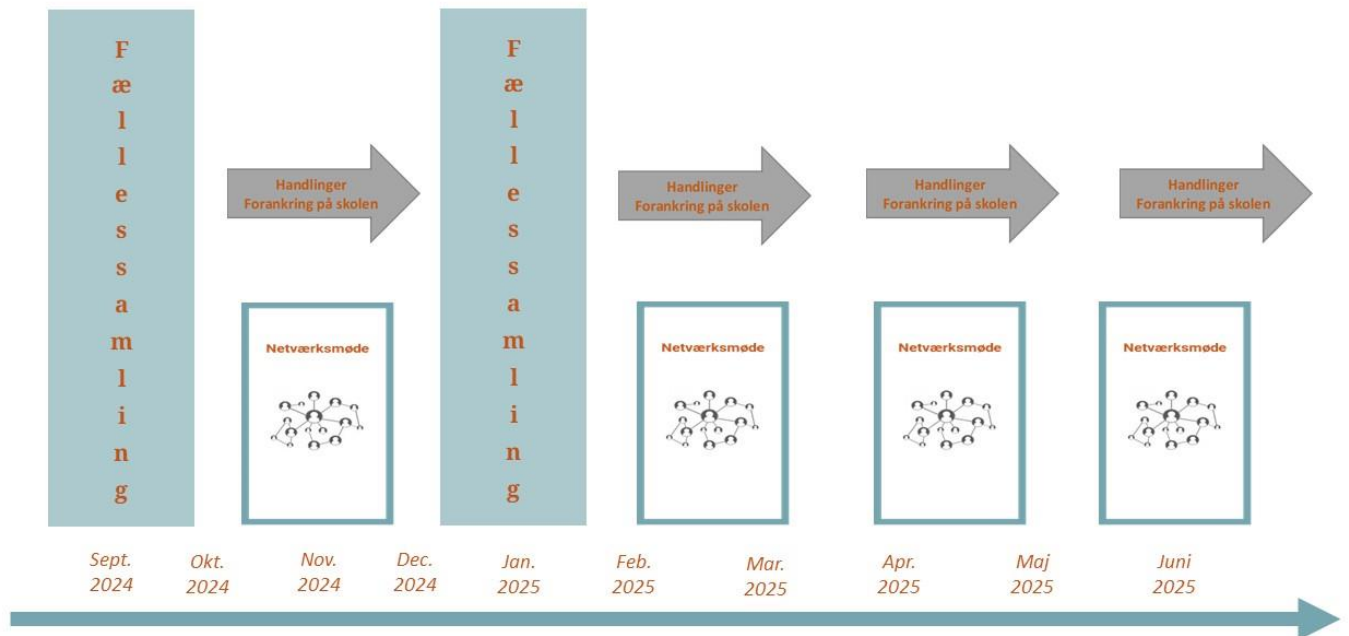 Fællessamling
Fællessamling
Handlinger
Forankring på skolen
Handlinger
Forankring på skolen
Handlinger
Forankring på skolen
Handlinger
Forankring på skolen
Netværksmøde
Netværksmøde
Netværksmøde
Netværksmøde
Sept.
2024
Okt.
2024
Nov.
2024
Dec.
2024
Jan.
2025
Feb.
2025
Mar.
2025
Apr.
2025
Maj
2025
Juni
2025